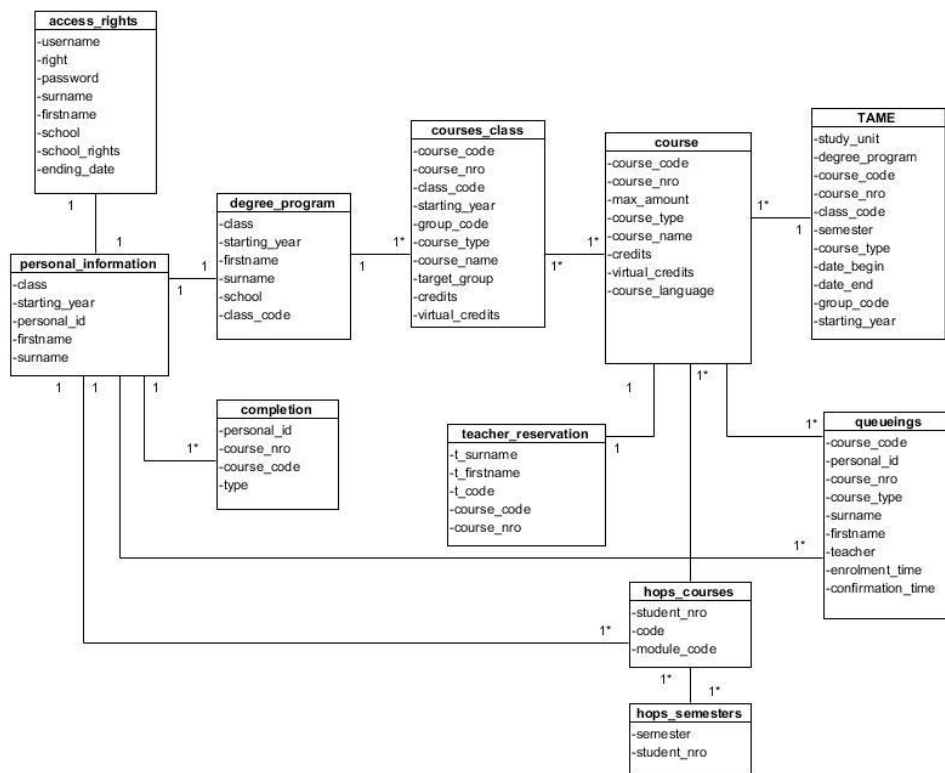 access_rights
-username
-right
-password
-surname
-firstname
-school
-school_rights
-ending_date
1
1
personal_information
-class
-starting_year
-personal_id
-firstname
-surname
1
1
degree_program
-class
-starting_year
-firstname
-surname
-school
-class_code
1*
1
courses_class
-course_code
-course_nro
-class_code
-starting_year
-group_code
-course_type
-course_name
-target_group
-credits
-virtual_credits
1*
1*
course
-course_code
-course_nro
-max_amount
-course_type
-course_name
-credits
-virtual_credits
-course_language
1*
1
TAME
-study_unit
-degree_program
-course_code
-course_nro
-class_code
-semester
-course_type
-date_begin
-date_end
-group_code
-starting_year
1
1
1
1*
completion
-personal_id
-course_nro
-course_code
-type
1
1*
teacher_reservation
-t_surname
-t_firstname
-t_code
-course_code
-course_nro
1
1*
queueings
-course_code
-personal_id
-course_nro
-course_type
-surname
-firstname
-teacher
-enrolment_time
-confirmation_time
1*
hops_courses
-student_nro
-code
-module_code
1*
1*
1*
hops_semesters
-semester
-student_nro